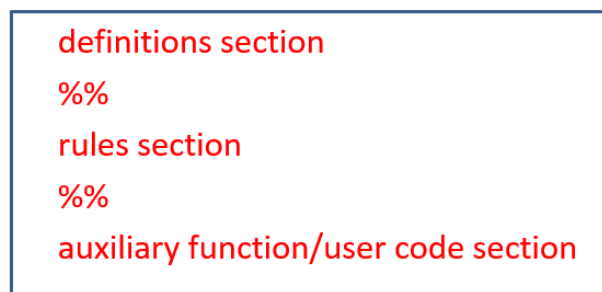 definitions section
%%
rules section
%%
auxiliary function/user code section